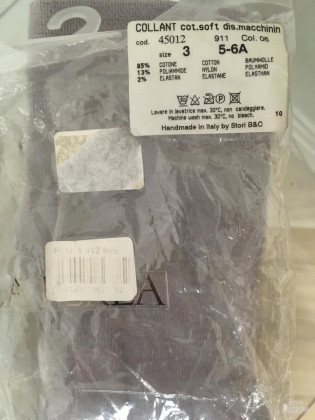 COLLANT cot.soft dis.macchinin
cod. 45012 911 Col. 06
size 3 5-6A
85% COTONE COTTON BAUMWOLLE
13% POLIAMMIDE NYLON POLYAMID
2% ELASTAN ELASTANE ELASTHAN
Lavare in lavatrice max. 30°C, non candeggiare.
Machine wash max. 30°C, no bleach.
10
Handmade in Italy by Stori B&C